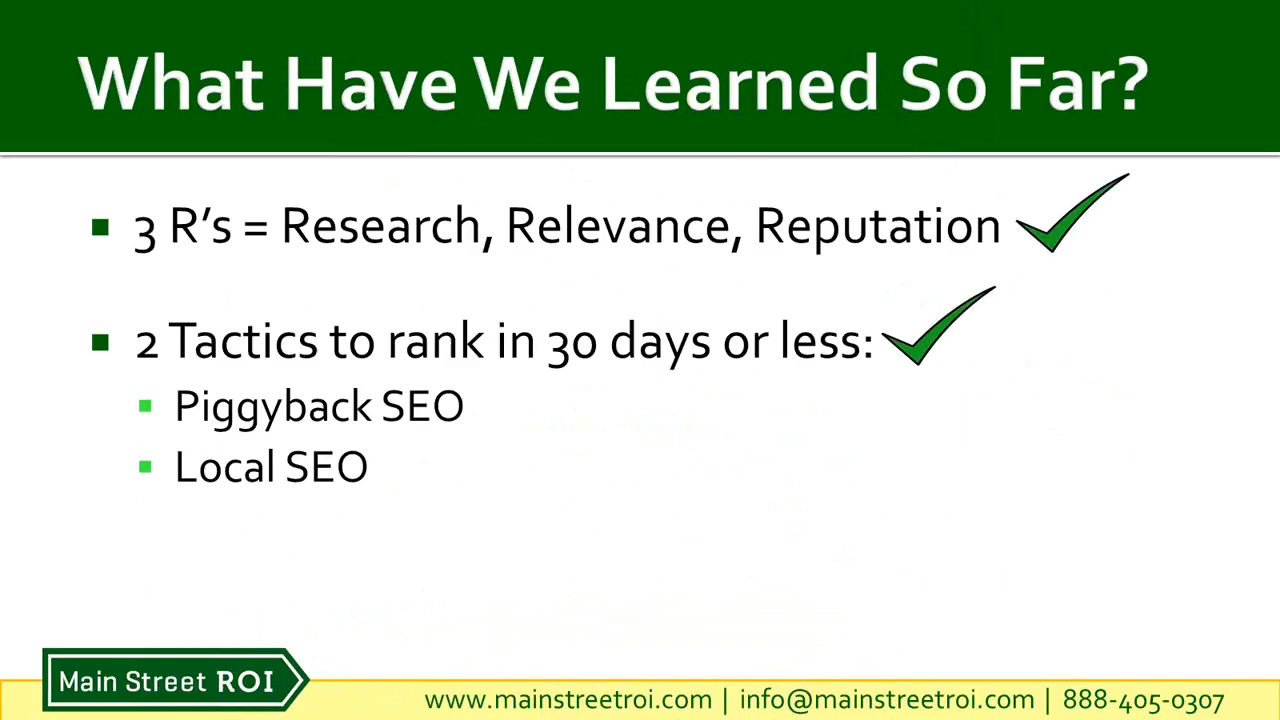 What Have We Learned So Far?
3 R’s = Research, Relevance, Reputation
2 Tactics to rank in 30 days or less:
Piggyback SEO
Local SEO
Main Street ROI
www.mainstreetroi.com | info@mainstreetroi.com | 888-405-0307